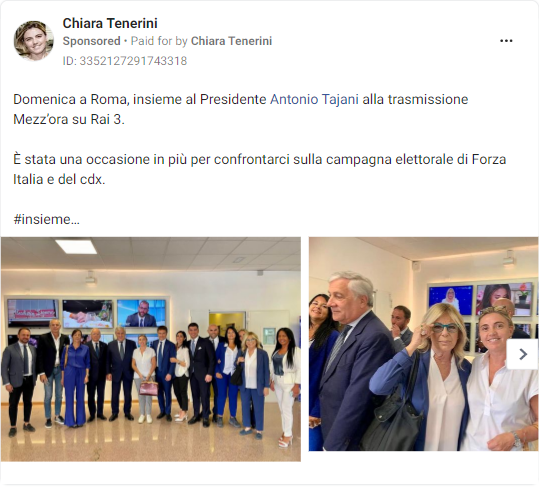 Chiara Tenerini
Sponsored • Paid for by Chiara Tenerini
ID: 3352127291743318
Domenica a Roma, insieme al Presidente Antonio Tajani alla trasmissione
Mezz'ora su Rai 3.
È stata una occasione in più per confrontarci sulla campagna elettorale di Forza
Italia e del cdx.
#insieme...